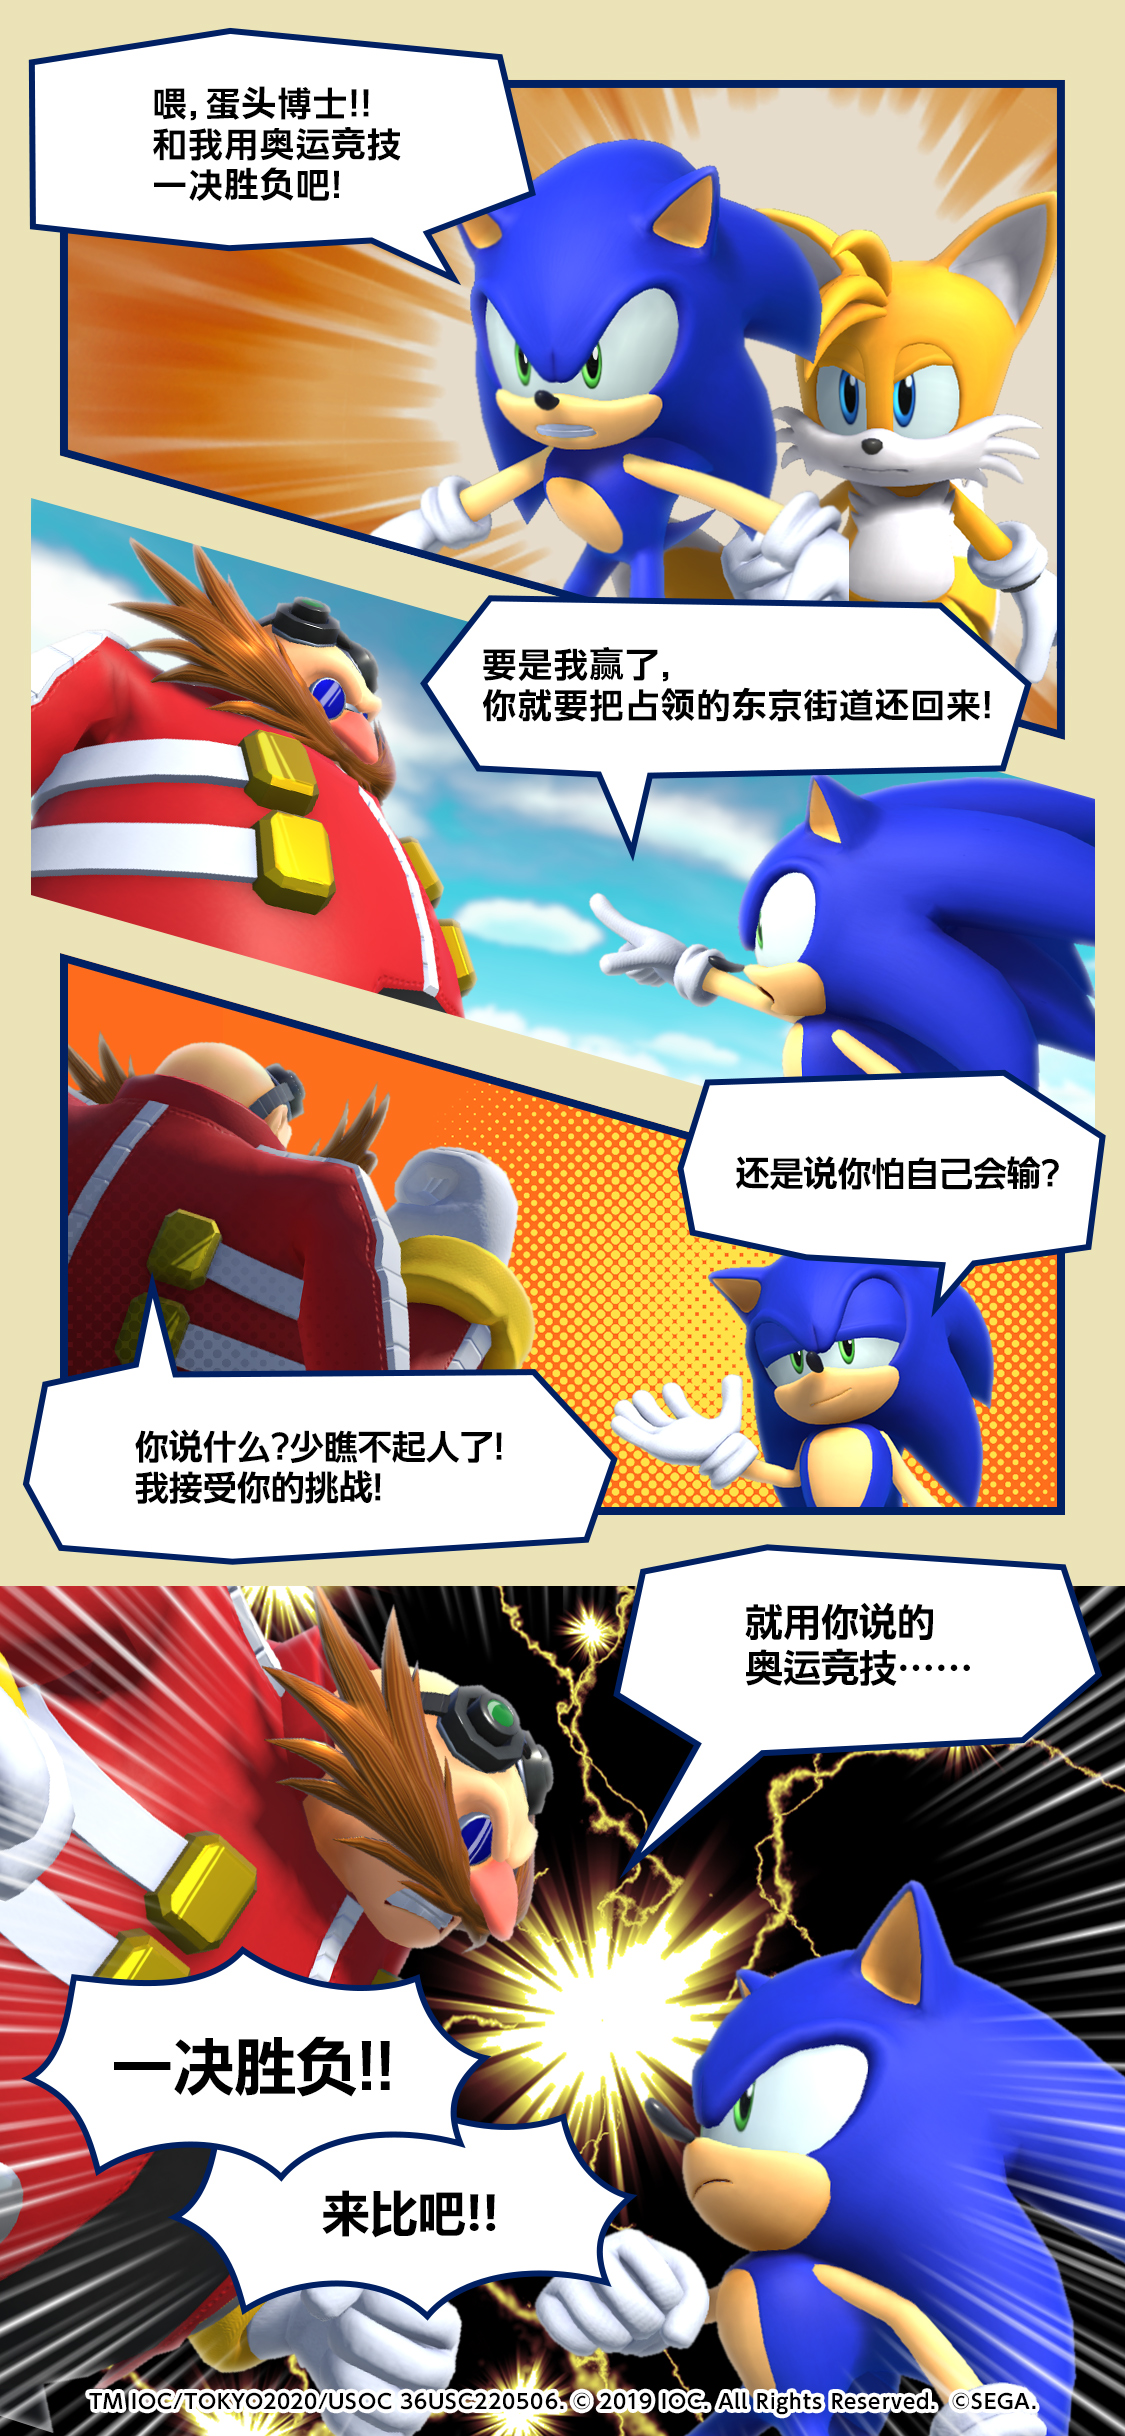 喂，蛋头博士!!
和我用奥运竞技
一决胜负吧!
要是我赢了，
你就要把占领的东京街道还回来!
还是说你怕自己会输?
你说什么?少瞧不起人了!
我接受你的挑战!
就用你说的
奥运竞技……
一决胜负!!
来比吧!!
TM IOC/TOKYO2020/USOC 36USC220506. © 2019 IOC. All Rights Reserved. ©SEGA.